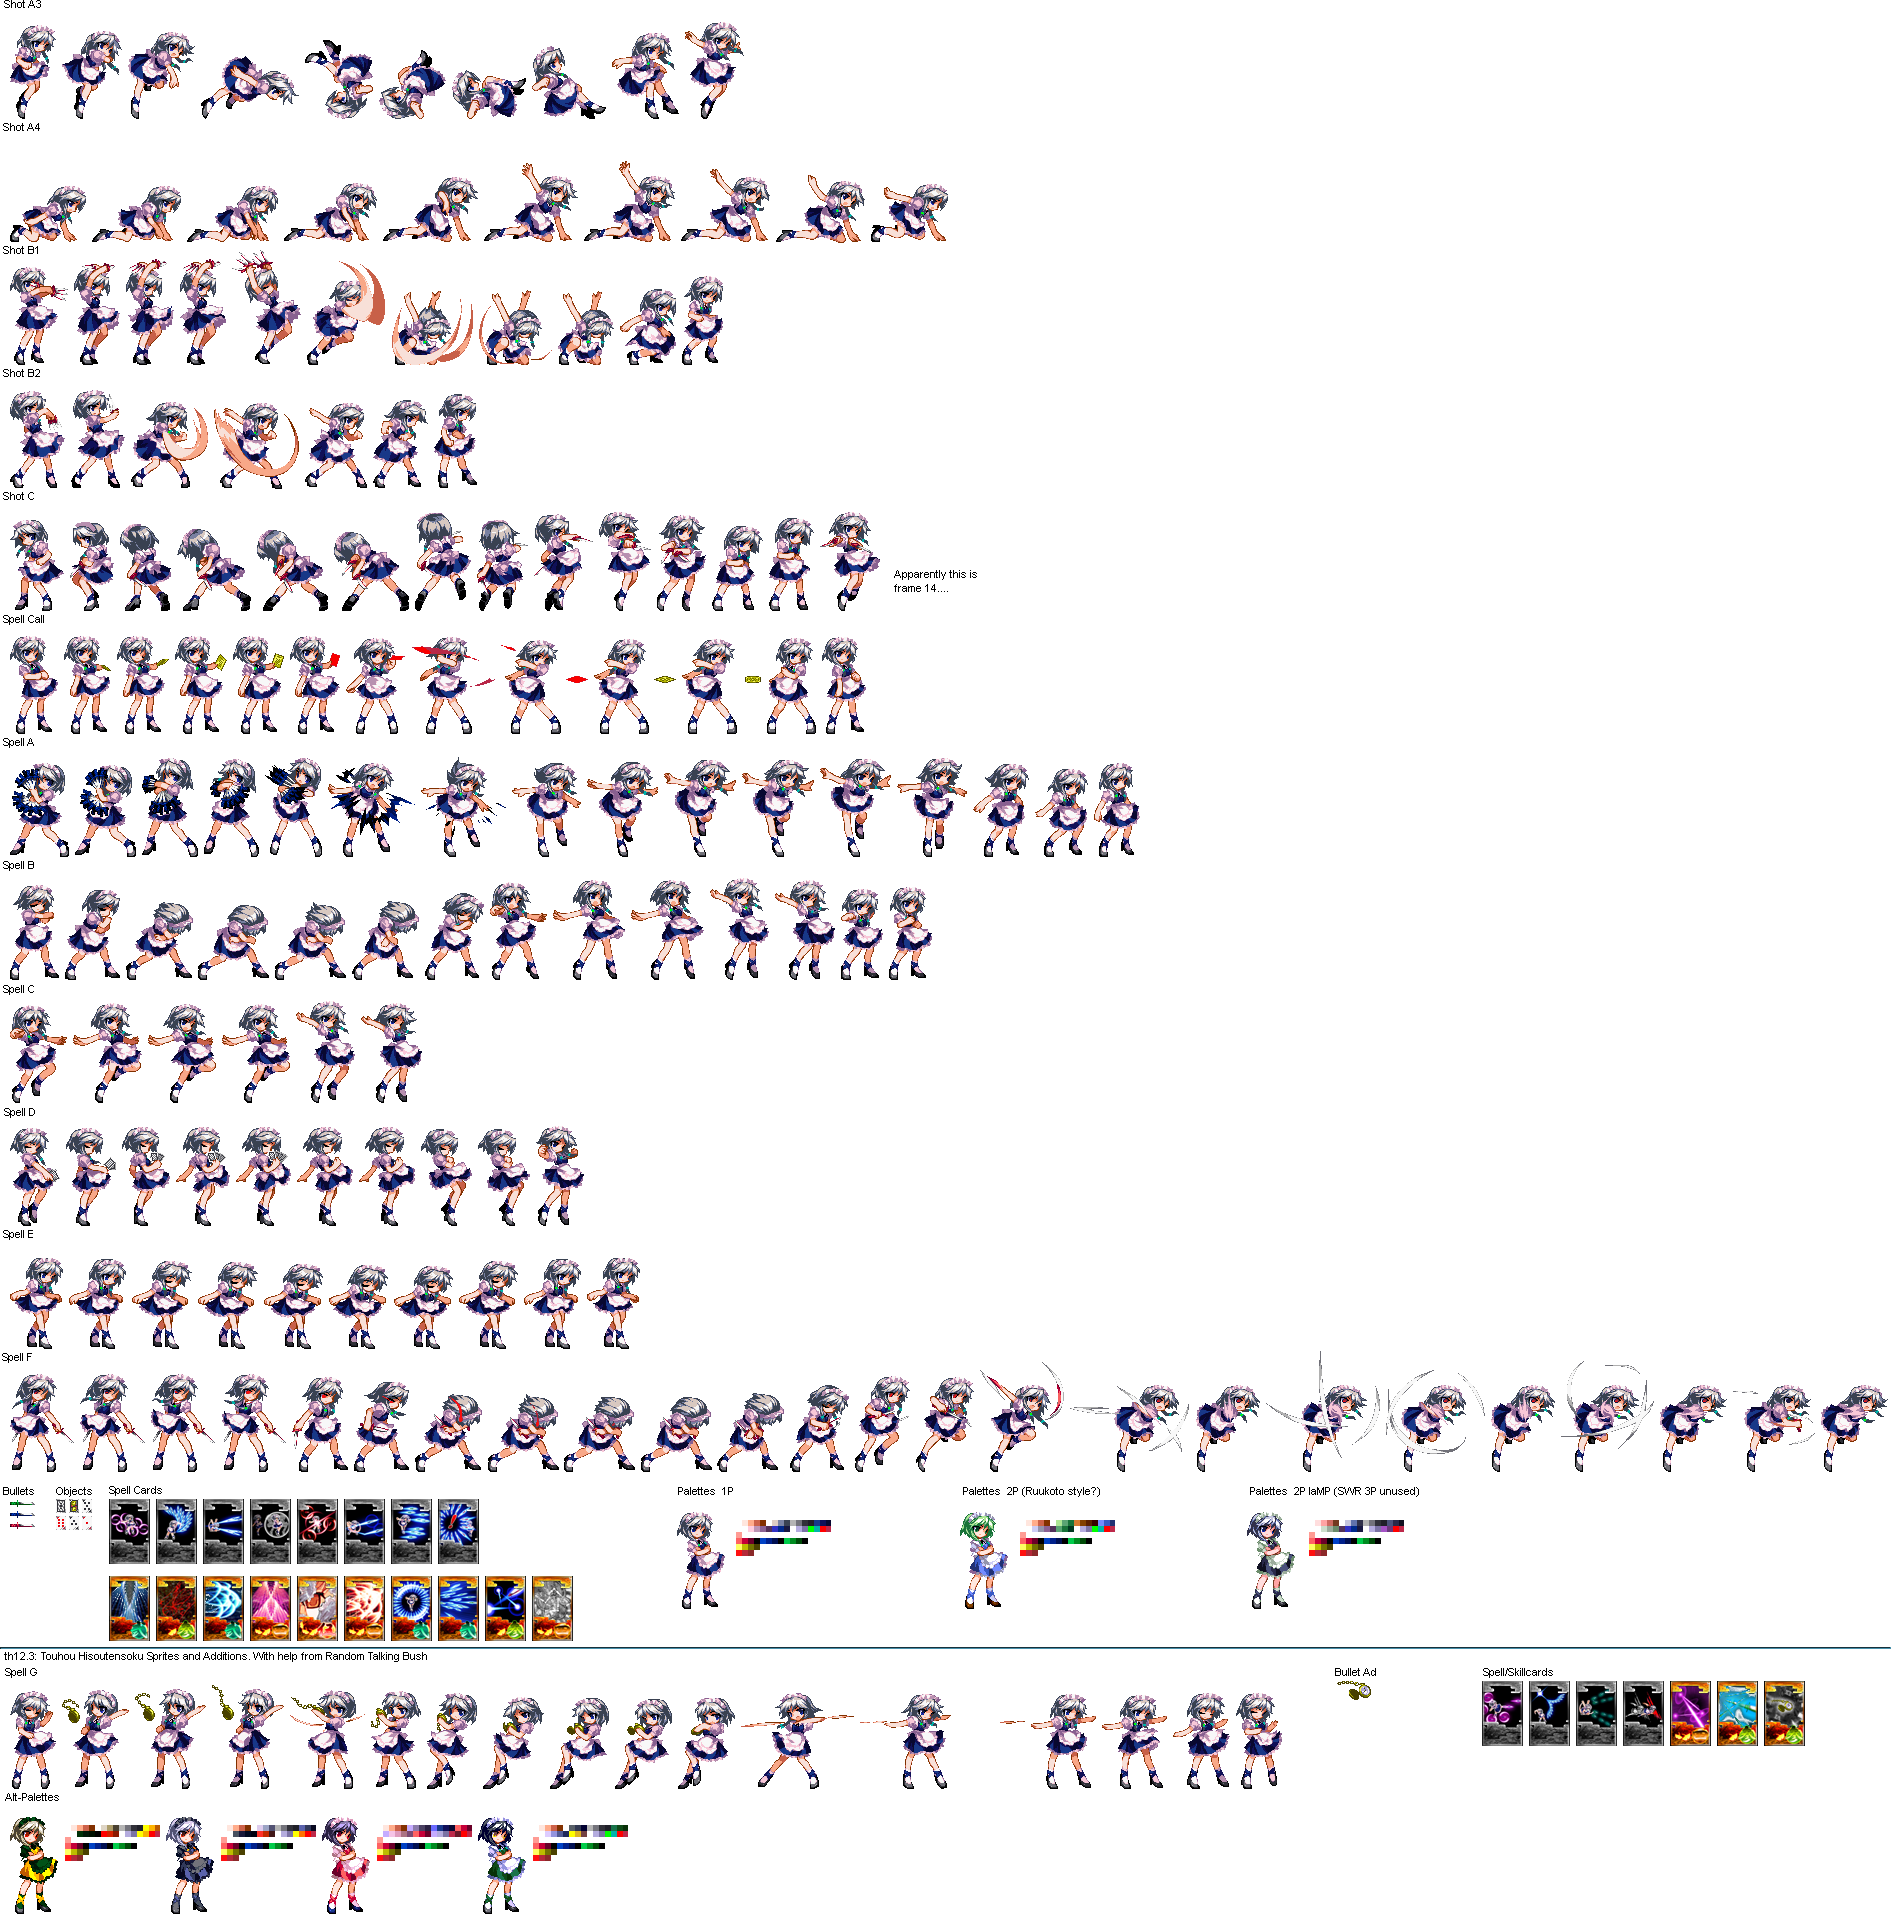 Shot A3
Shot A4
Shot B1
Shot B2
Shot C
Apparently this is
frame 14....
Spell Call
Spell A
Spell B
Spell C
Spell D
Spell E
Spell F
Bullets
Objects
Spell Cards
Palettes 1P
Palettes 2P (Ruukoto style?)
Palettes 2P IaMP (SWR 3P unused)
th12.3: Touhou Hisoutensoku Sprites and Additions. With help from Random Talking Bush
Spell G
Bullet Ad
Spell/Skillcards
Alt-Palettes